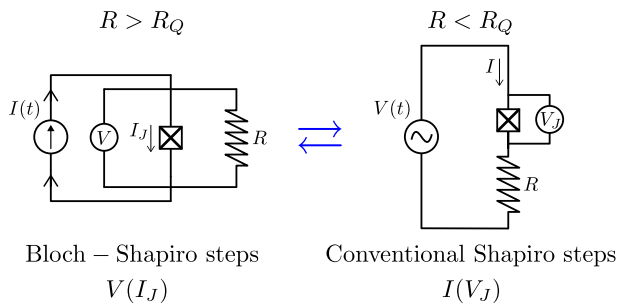 R > R_Q
I(t)
V
I_J
R
Bloch – Shapiro steps
V(I_J)
R < R_Q
I
V(t)
V_J
R
Conventional Shapiro steps
I(V_J)